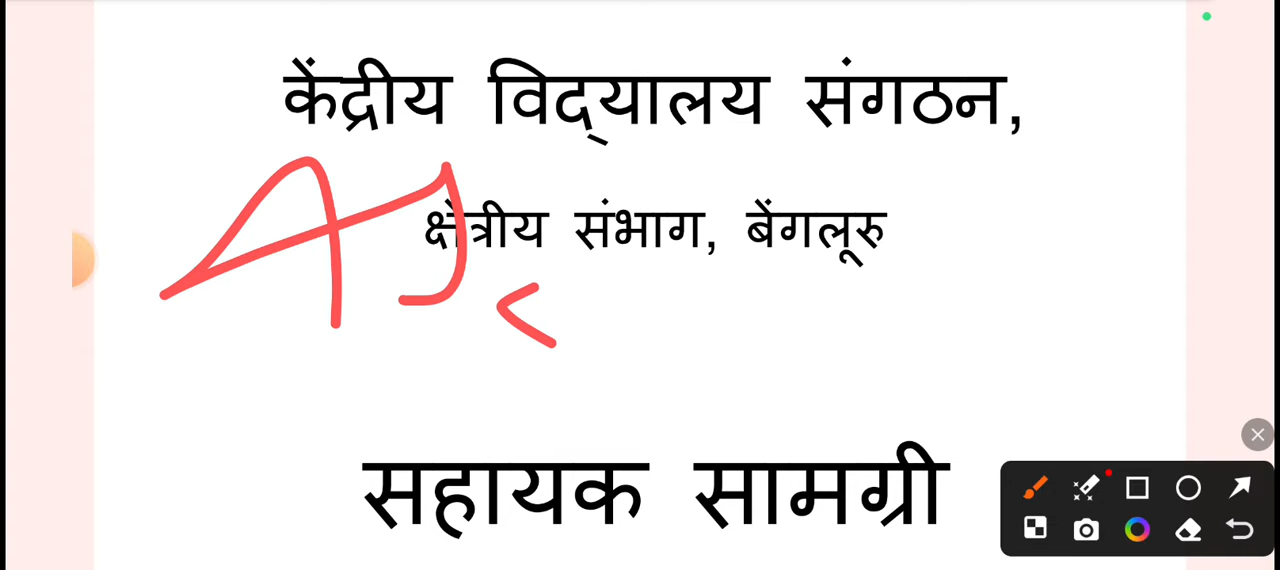 केंद्रीय विद्यालय संगठन,
क्षेत्रीय संभाग, बेंगलूरु
सहायक सामग्री